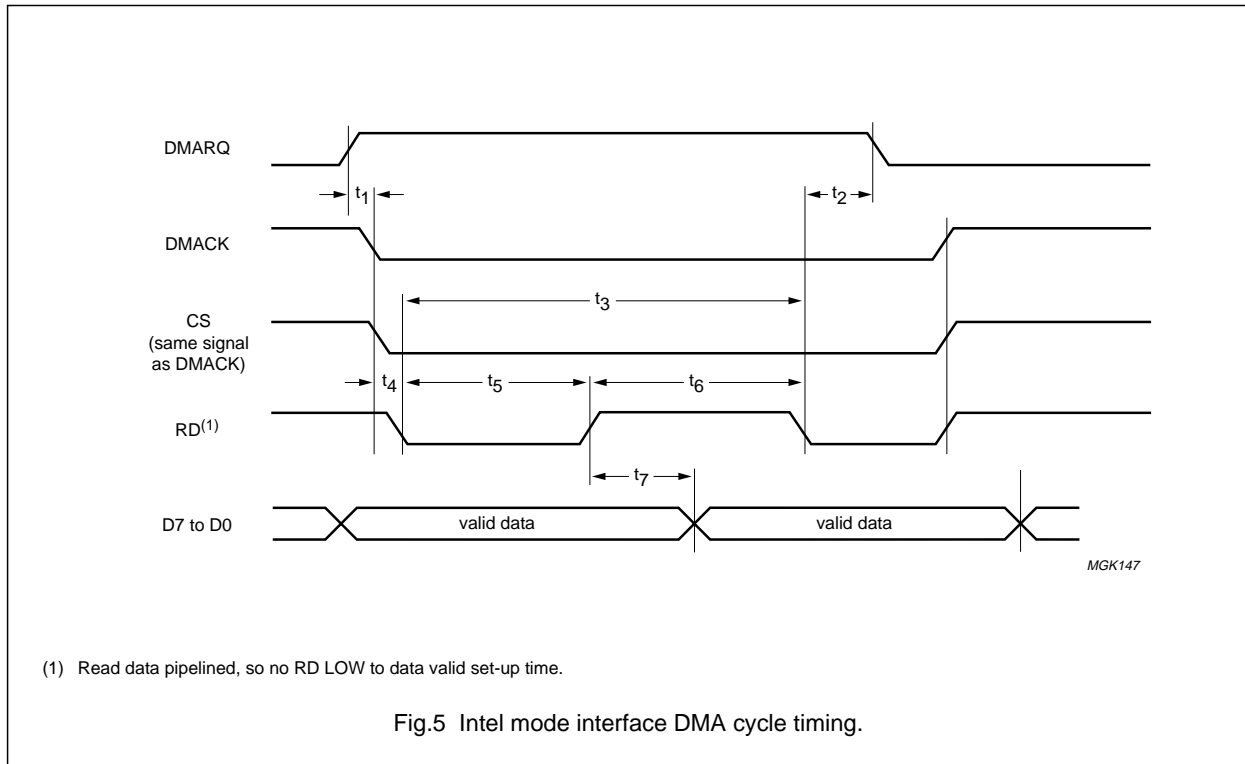 DMARQ
t1
t2
DMACK
t3
CS
(same signal
as DMACK)
t4
t5
t6
RD(1)
t7
D7 to D0
valid data
valid data
MGK147
(1) Read data pipelined, so no RD LOW to data valid set-up time.
Fig.5 Intel mode interface DMA cycle timing.